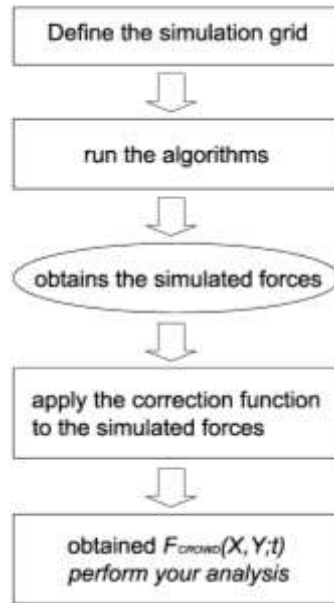 Define the simulation grid
run the algorithms
obtains the simulated forces
apply the correction function
to the simulated forces
obtained F_CROWD(X,Y;t)
perform your analysis